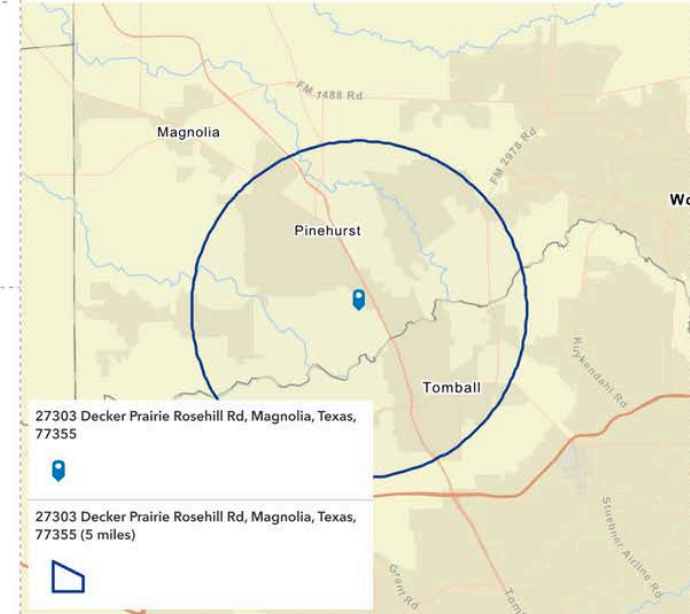 FM 1488 Rd
Magnolia
FM 2978 Rd
Wo
Pinehurst
Kuykendahl Rd
Tomball
27303 Decker Prairie Rosehill Rd, Magnolia, Texas,
77355
27303 Decker Prairie Rosehill Rd, Magnolia, Texas,
77355 (5 miles)
Stuebner Airline Rd
Grant Rd
Tomb